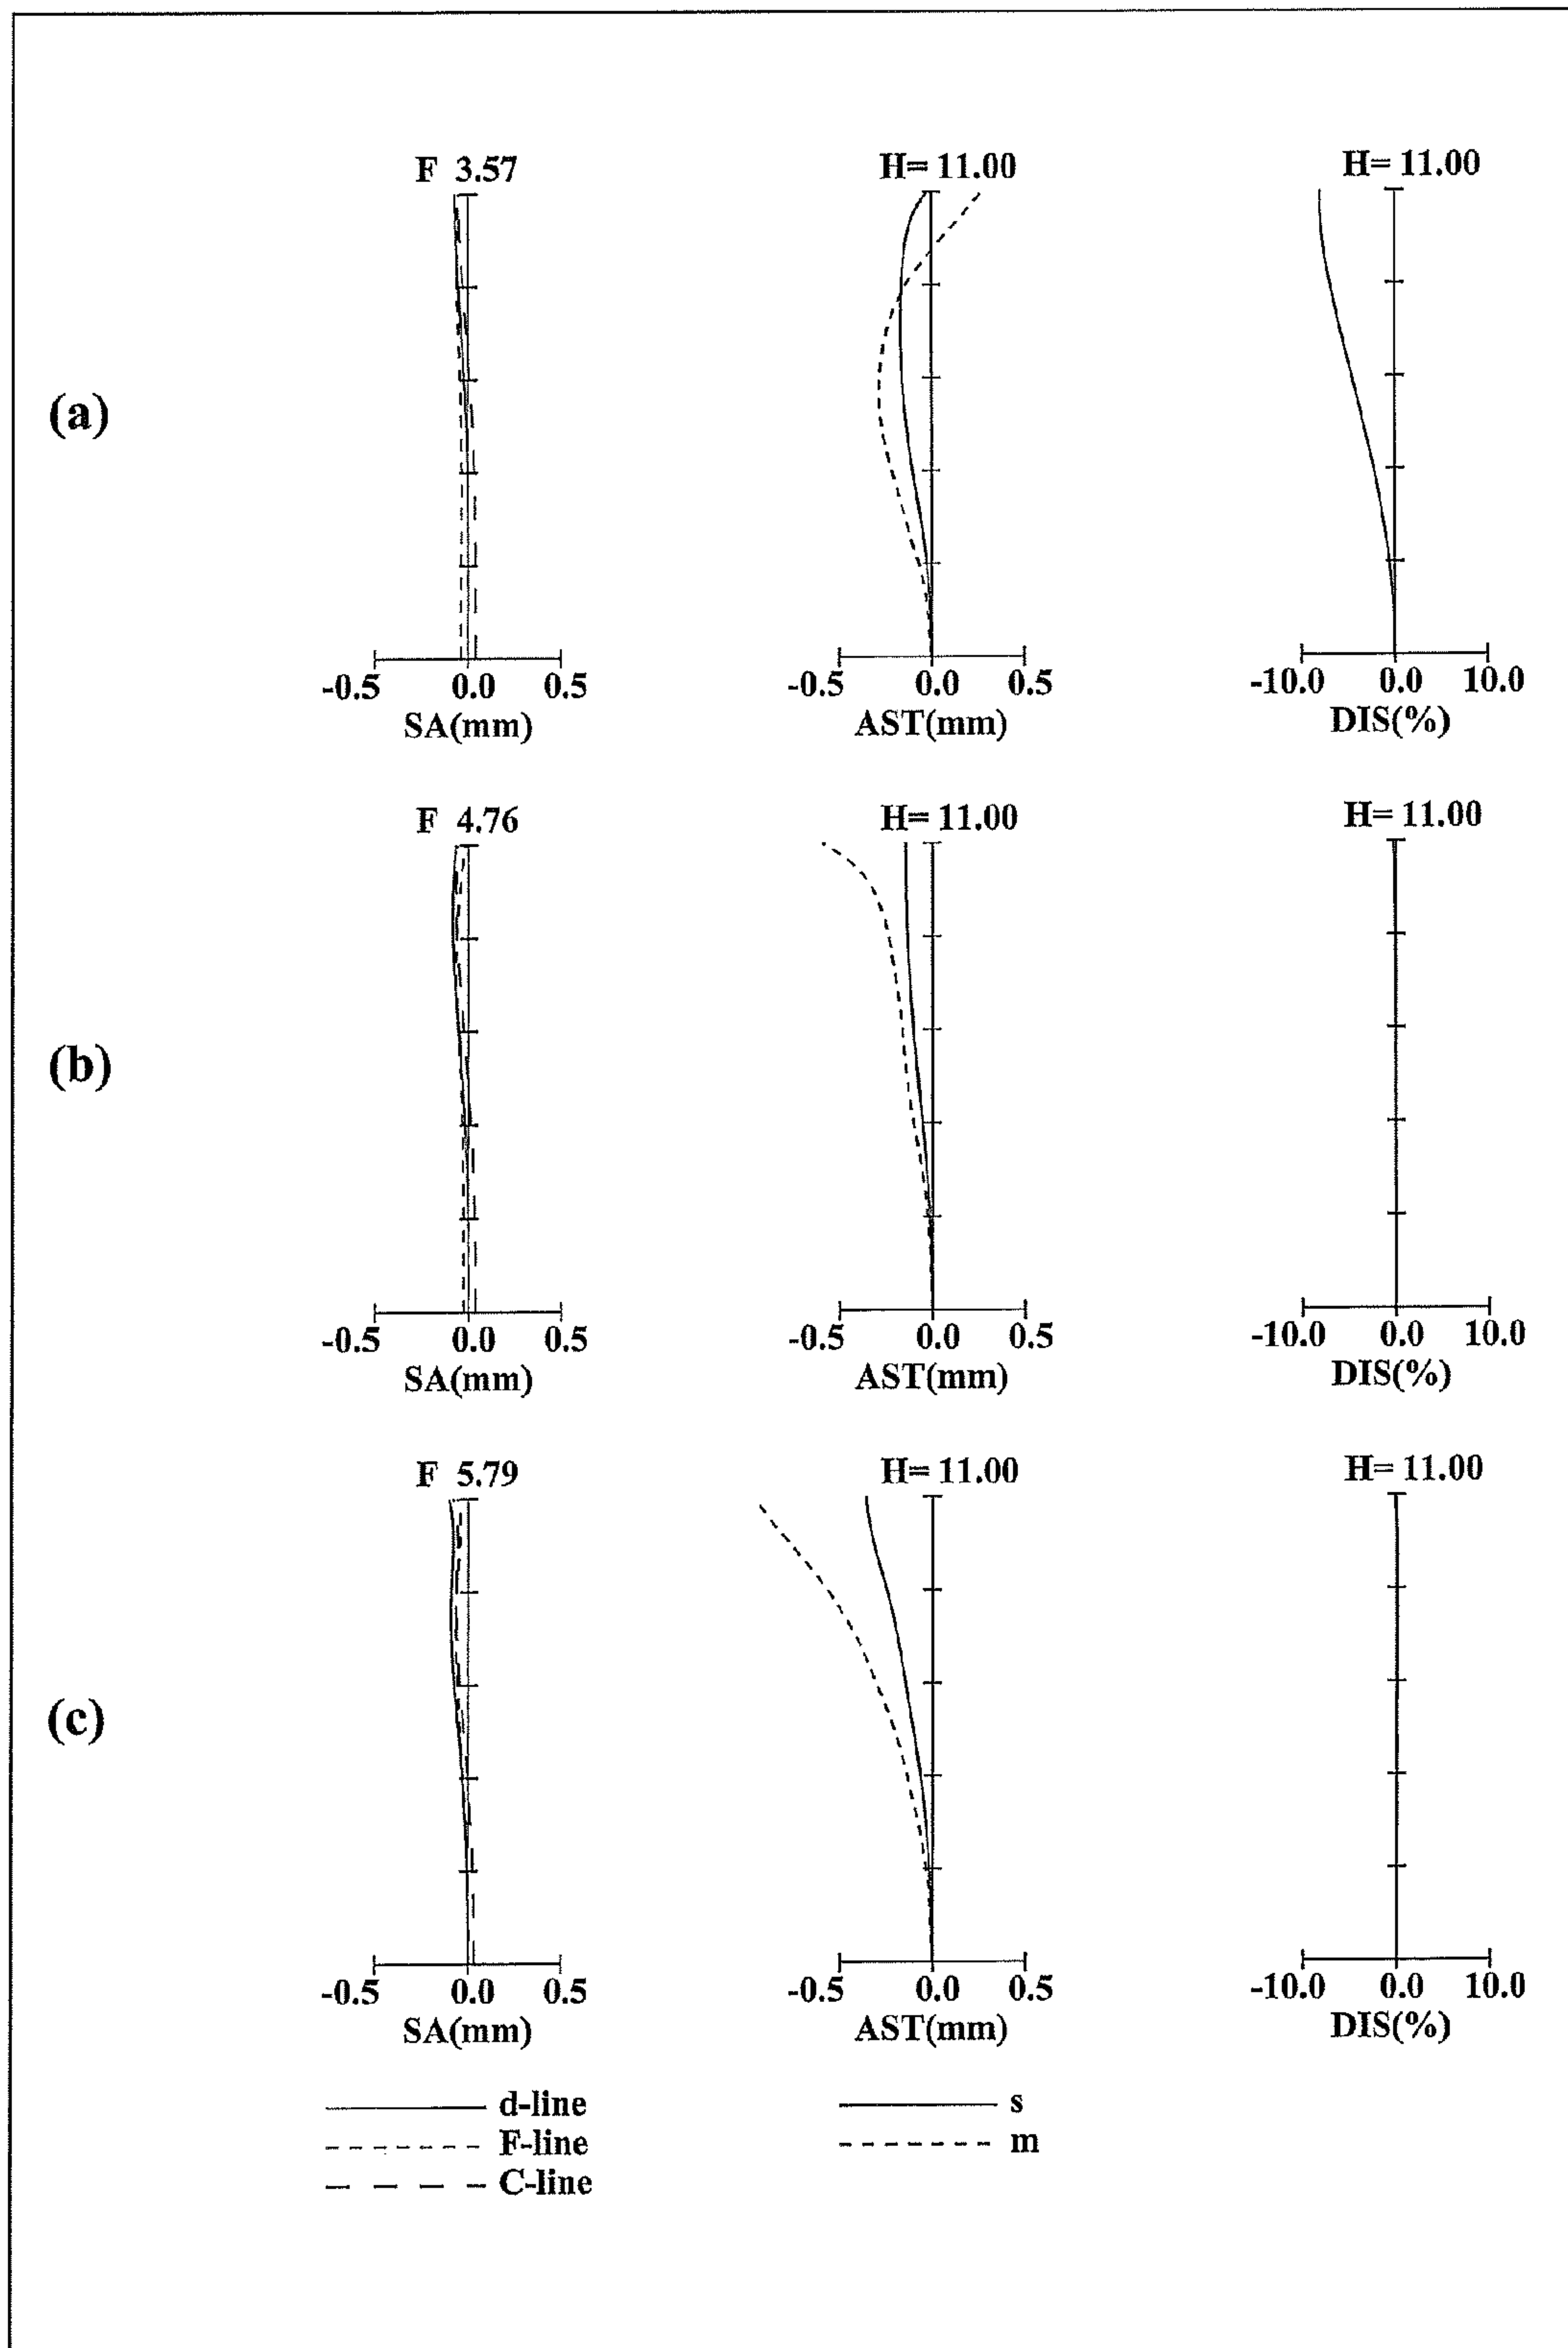 (a)
F 3.57
H= 11.00
H= 11.00
-0.5 0.0 0.5
SA(mm)
-0.5 0.0 0.5
AST(mm)
-10.0 0.0 10.0
DIS(%)
(b)
F 4.76
H= 11.00
H= 11.00
-0.5 0.0 0.5
SA(mm)
-0.5 0.0 0.5
AST(mm)
-10.0 0.0 10.0
DIS(%)
(c)
F 5.79
H= 11.00
H= 11.00
-0.5 0.0 0.5
SA(mm)
-0.5 0.0 0.5
AST(mm)
-10.0 0.0 10.0
DIS(%)
d-line
F-line
C-line
s
m